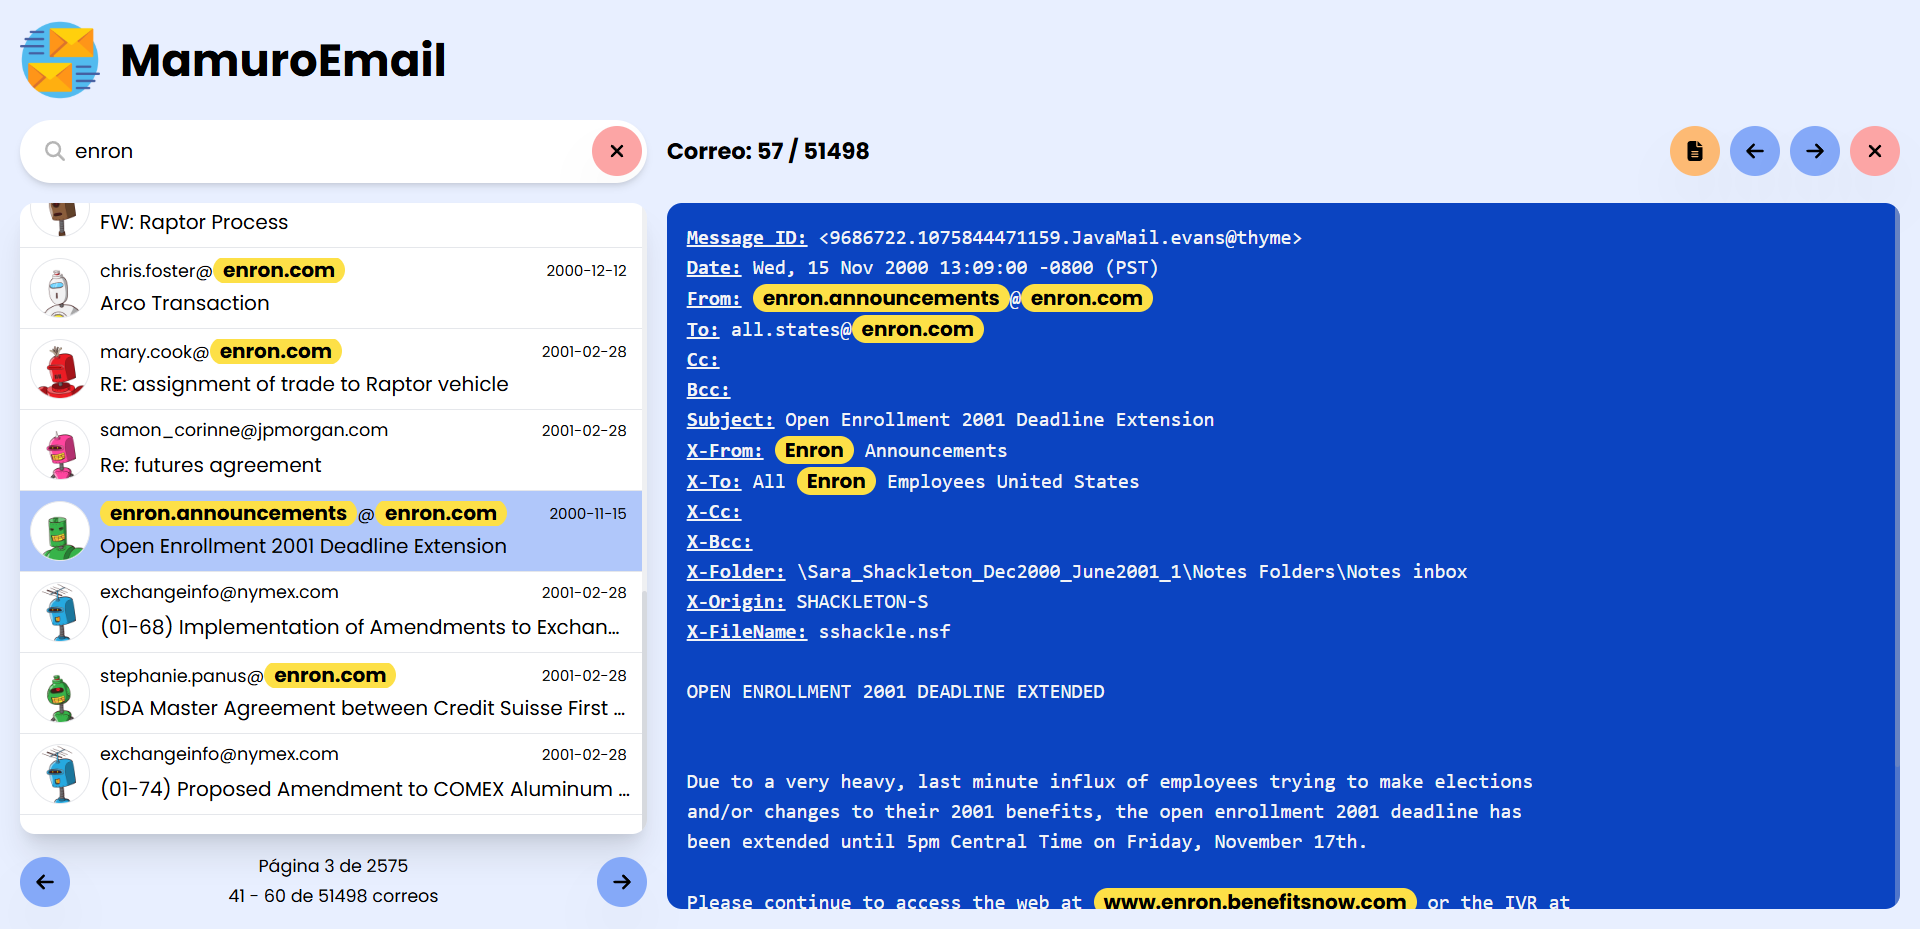 MamuroEmail
enron
FW: Raptor Process
chris.foster@enron.com 2000-12-12
Arco Transaction
mary.cook@enron.com 2001-02-28
RE: assignment of trade to Raptor vehicle
samon_corinne@jpmorgan.com 2001-02-28
Re: futures agreement
enron.announcements@enron.com 2000-11-15
Open Enrollment 2001 Deadline Extension
exchangeinfo@nymex.com 2001-02-28
(01-68) Implementation of Amendments to Exchan...
stephanie.panus@enron.com 2001-02-28
ISDA Master Agreement between Credit Suisse First ...
exchangeinfo@nymex.com 2001-02-28
(01-74) Proposed Amendment to COMEX Aluminum ...
Página 3 de 2575
41 - 60 de 51498 correos
Correo: 57 / 51498
Message ID: <9686722.1075844471159.JavaMail.evans@thyme>
Date: Wed, 15 Nov 2000 13:09:00 -0800 (PST)
From: enron.announcements@enron.com
To: all.states@enron.com
Cc:
Bcc:
Subject: Open Enrollment 2001 Deadline Extension
X-From: Enron Announcements
X-To: All Enron Employees United States
X-Cc:
X-Bcc:
X-Folder: \Sara_Shackleton_Dec2000_June2001_1\Notes Folders\Notes inbox
X-Origin: SHACKLETON-S
X-FileName: sshackle.nsf
OPEN ENROLLMENT 2001 DEADLINE EXTENDED
Due to a very heavy, last minute influx of employees trying to make elections
and/or changes to their 2001 benefits, the open enrollment 2001 deadline has
been extended until 5pm Central Time on Friday, November 17th.
Please continue to access the web at www.enron.benefitsnow.com or the IVR at